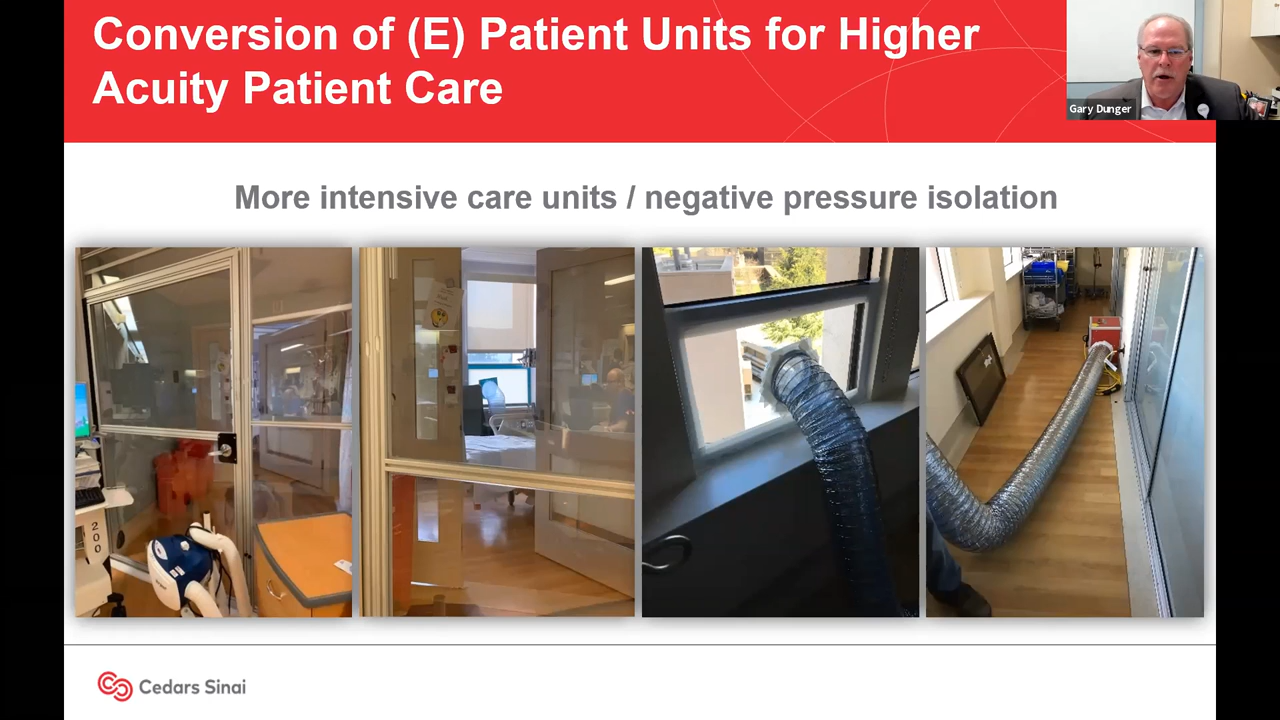 Conversion of (E) Patient Units for Higher
Acuity Patient Care
Gary Dunger
More intensive care units / negative pressure isolation
200
Cedars Sinai